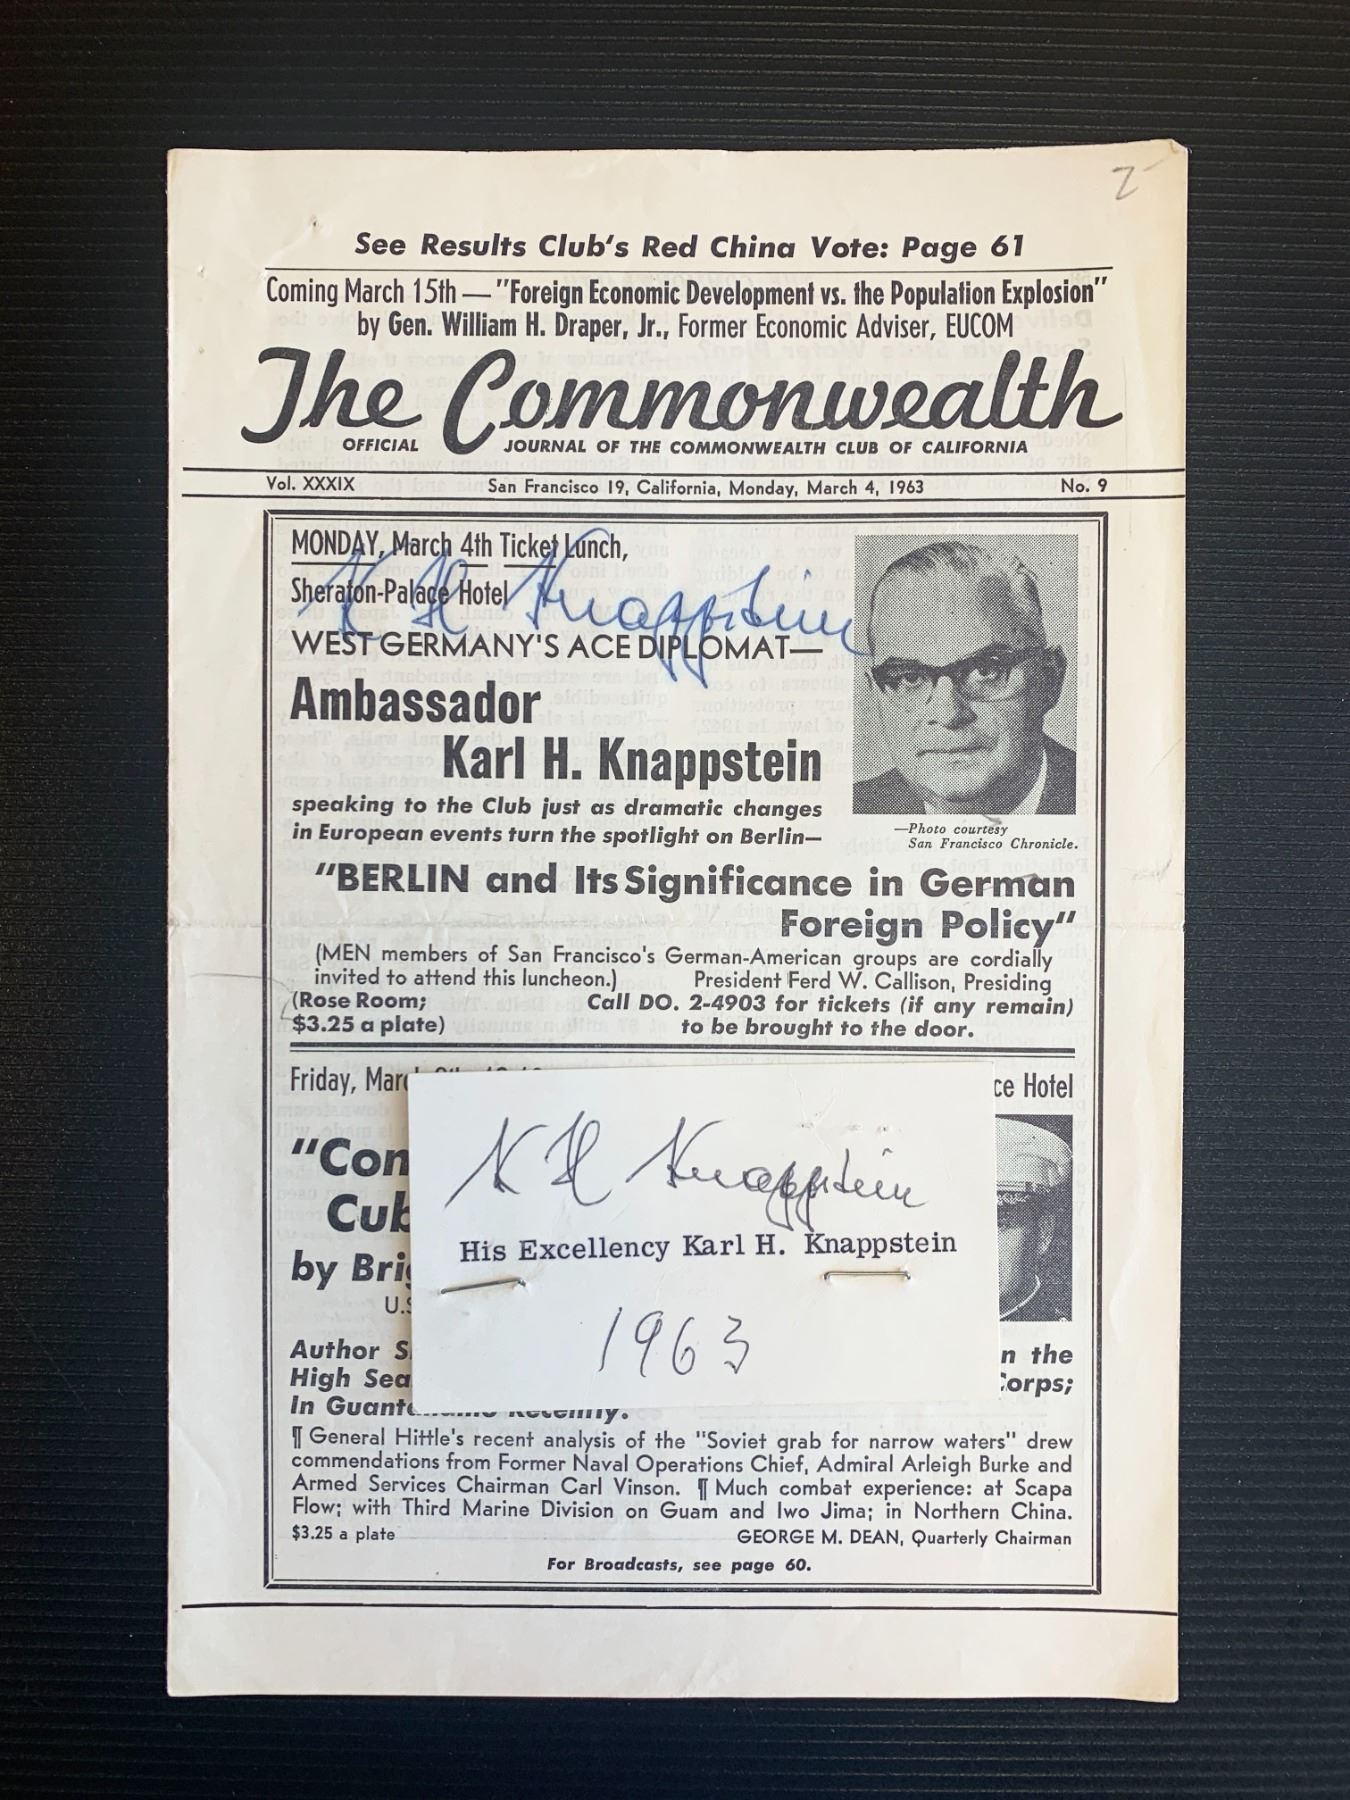 See Results Club's Red China Vote: Page 61
Coming March 15th — "Foreign Economic Development vs. the Population Explosion"
by Gen. William H. Draper, Jr., Former Economic Adviser, EUCOM
The Commonwealth
OFFICIAL JOURNAL OF THE COMMONWEALTH CLUB OF CALIFORNIA
Vol. XXXIX San Francisco 19, California, Monday, March 4, 1963 No. 9
MONDAY, March 4th Ticket Lunch,
Sheraton-Palace Hotel
K H Knappstein
WEST GERMANY'S ACE DIPLOMAT—
Ambassador
Karl H. Knappstein
speaking to the Club just as dramatic changes
in European events turn the spotlight on Berlin—
—Photo courtesy
San Francisco Chronicle.
"BERLIN and Its Significance in German
Foreign Policy"
(MEN members of San Francisco's German-American groups are cordially
invited to attend this luncheon.) President Ferd W. Callison, Presiding
(Rose Room; Call DO. 2-4903 for tickets (if any remain)
$3.25 a plate) to be brought to the door.
Friday, Hotel
K H Knappstein
His Excellency Karl H. Knappstein
1963
"Con
Cub
by Bri
U.S
Author
High Sea
n the
Corps;
In Recently.
¶ General Hittle's recent analysis of the "Soviet grab for narrow waters" drew
commendations from Former Naval Operations Chief, Admiral Arleigh Burke and
Armed Services Chairman Carl Vinson. ¶ Much combat experience: at Scapa
Flow; with Third Marine Division on Guam and Iwo Jima; in Northern China.
$3.25 a plate GEORGE M. DEAN, Quarterly Chairman
For Broadcasts, see page 60.